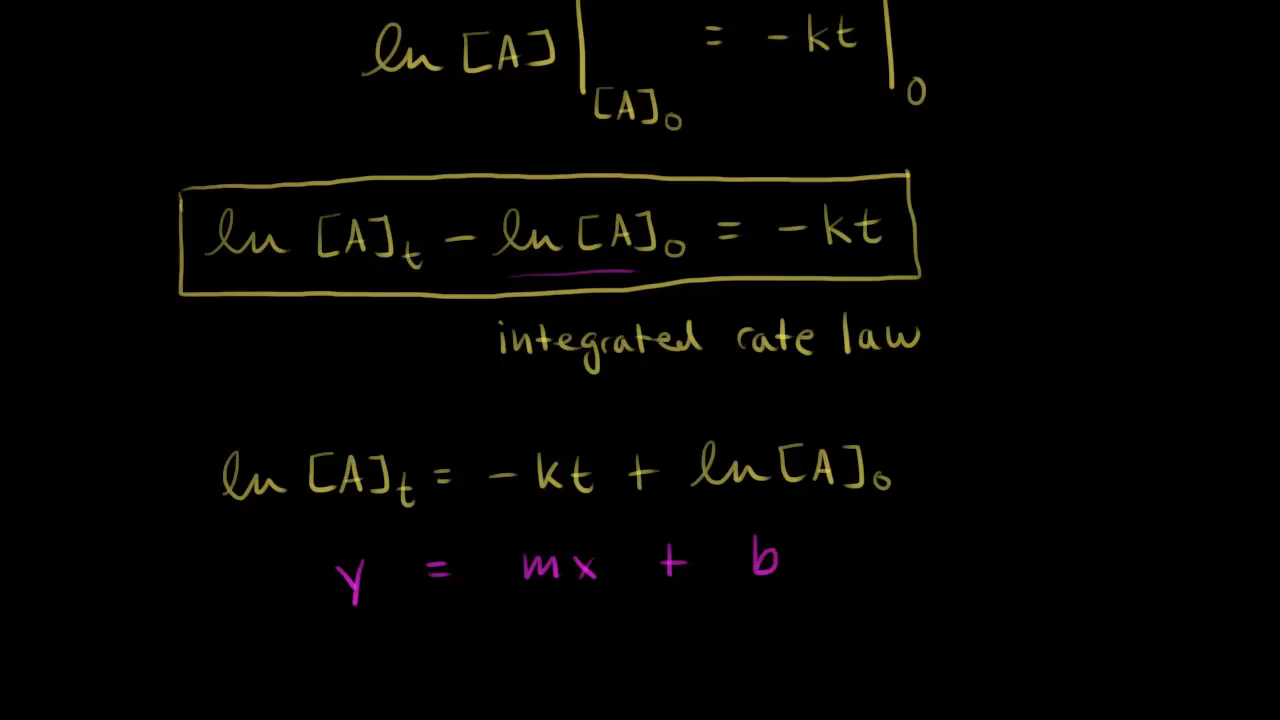 ln [A] | [A]₀ = -kt | 0
ln [A]ₜ - ln [A]₀ = -kt
integrated rate law
ln [A]ₜ = -kt + ln [A]₀
y = mx + b